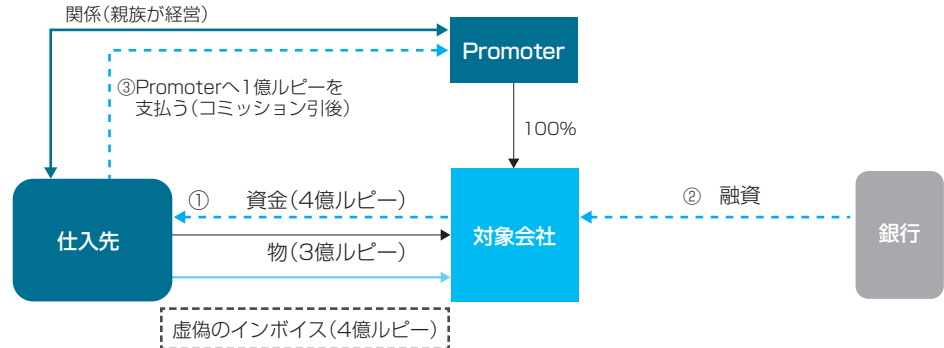 関係(親族が経営)
Promoter
③Promoterへ1億ルピーを
支払う(コミッション引後)
100%
① 資金(4億ルピー)
② 融資
仕入先
対象会社
銀行
物(3億ルピー)
虚偽のインボイス(4億ルピー)